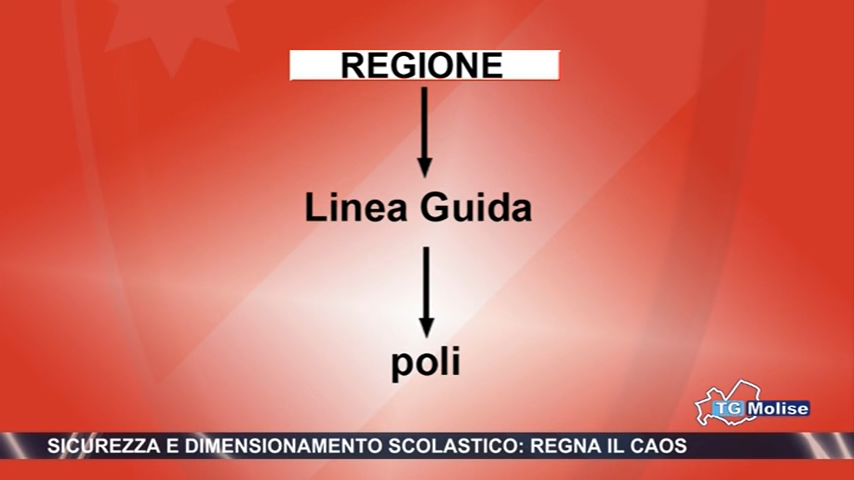 REGIONE
Linea Guida
poli
TG Molise
SICUREZZA E DIMENSIONAMENTO SCOLASTICO: REGNA IL CAOS